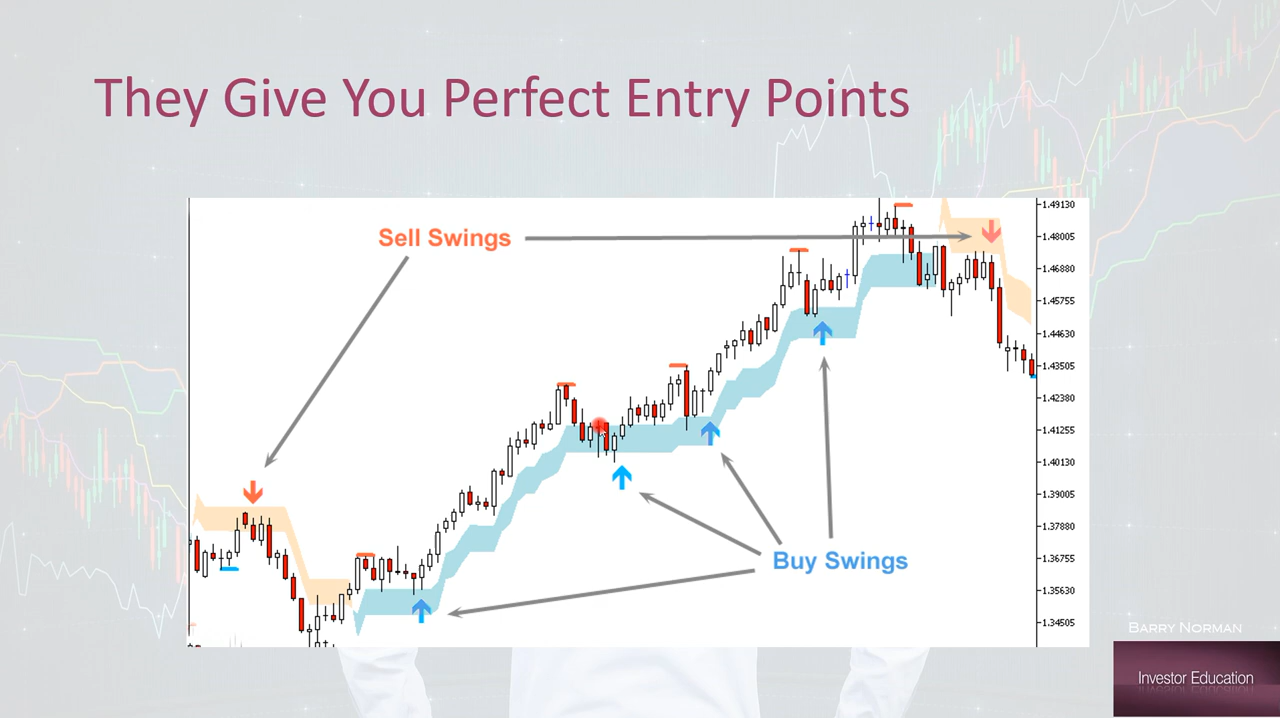 They Give You Perfect Entry Points
Sell Swings
Buy Swings
1.49130
1.48005
1.46880
1.45755
1.44630
1.43505
1.42380
1.41255
1.40130
1.39005
1.37880
1.36755
1.35630
1.34505
Barry Norman
Investor Education